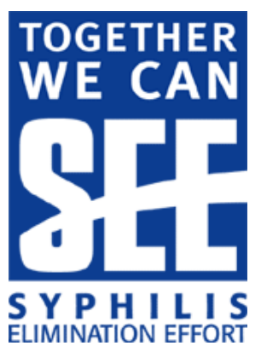 TOGETHER
WE CAN
SEE
SYPHILIS
ELIMINATION EFFORT